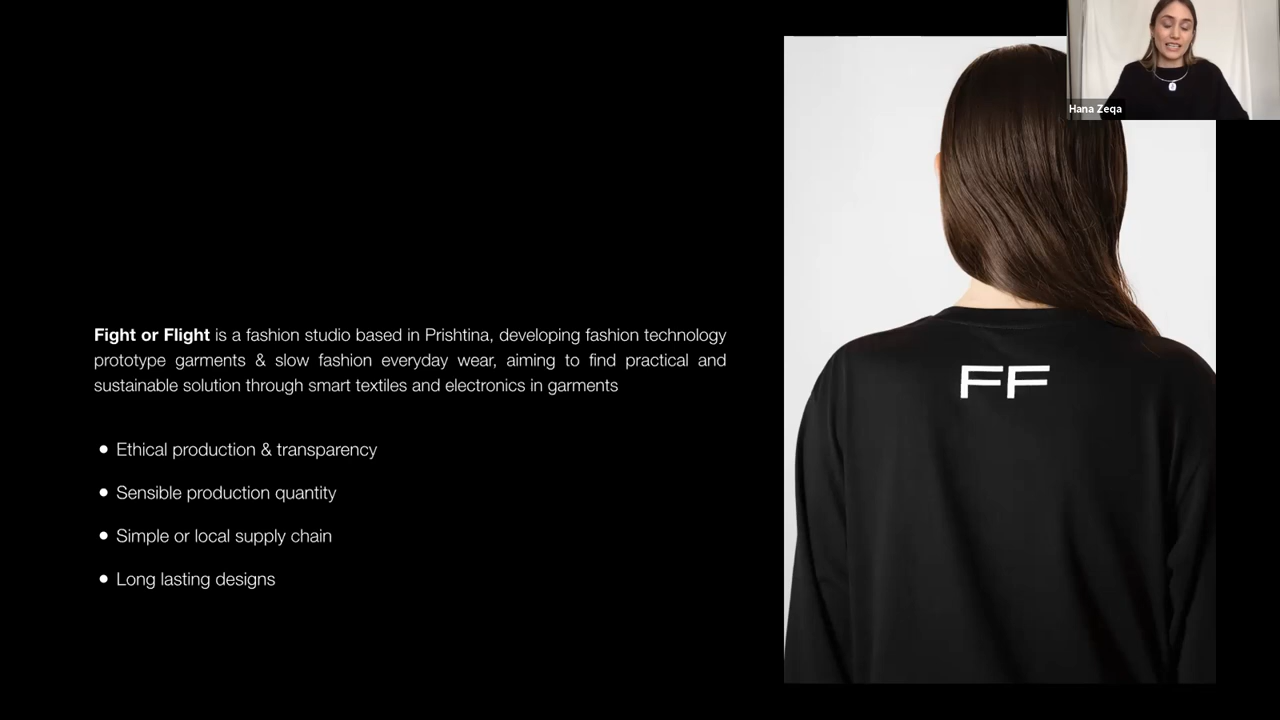 Hana Zeqa
Fight or Flight is a fashion studio based in Prishtina, developing fashion technology
prototype garments & slow fashion everyday wear, aiming to find practical and
sustainable solution through smart textiles and electronics in garments
FF
• Ethical production & transparency
• Sensible production quantity
• Simple or local supply chain
• Long lasting designs